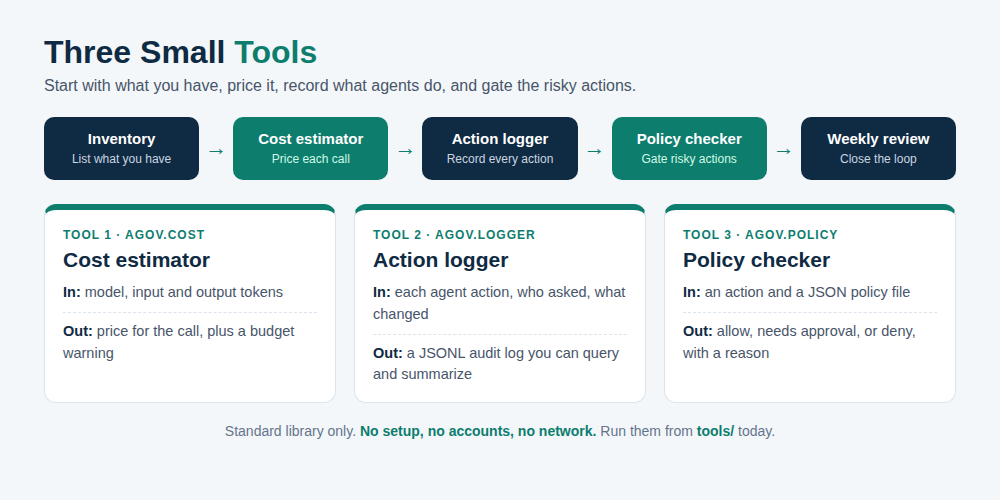 Three Small Tools
Start with what you have, price it, record what agents do, and gate the risky actions.
Inventory
List what you have
→
Cost estimator
Price each call
→
Action logger
Record every action
→
Policy checker
Gate risky actions
→
Weekly review
Close the loop
TOOL 1 · AGOV.COST
Cost estimator
In: model, input and output tokens
Out: price for the call, plus a budget
warning
TOOL 2 · AGOV.LOGGER
Action logger
In: each agent action, who asked, what
changed
Out: a JSONL audit log you can query
and summarize
TOOL 3 · AGOV.POLICY
Policy checker
In: an action and a JSON policy file
Out: allow, needs approval, or deny,
with a reason
Standard library only. No setup, no accounts, no network. Run them from tools/ today.